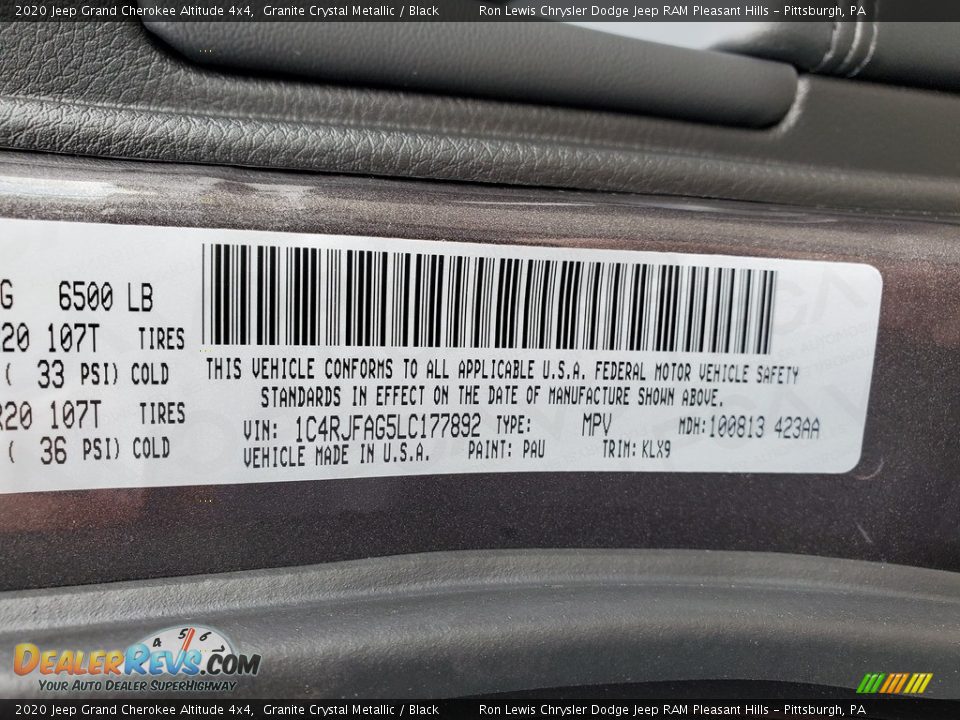 2020 Jeep Grand Cherokee Altitude 4x4, Granite Crystal Metallic / Black Ron Lewis Chrysler Dodge Jeep RAM Pleasant Hills - Pittsburgh, PA
G 6500 LB
20 107T TIRES
( 33 PSI) COLD
R20 107T TIRES
( 36 PSI) COLD
THIS VEHICLE CONFORMS TO ALL APPLICABLE U.S.A. FEDERAL MOTOR VEHICLE SAFETY
STANDARDS IN EFFECT ON THE DATE OF MANUFACTURE SHOWN ABOVE.
VIN: 1C4RJFAG5LC177892 TYPE: MPV MDH:100813 423AA
VEHICLE MADE IN U.S.A. PAINT: PAU TRIM: KLX9
4 5 6
DealerRevs.com
Your Auto Dealer SuperHighway
2020 Jeep Grand Cherokee Altitude 4x4, Granite Crystal Metallic / Black Ron Lewis Chrysler Dodge Jeep RAM Pleasant Hills - Pittsburgh, PA